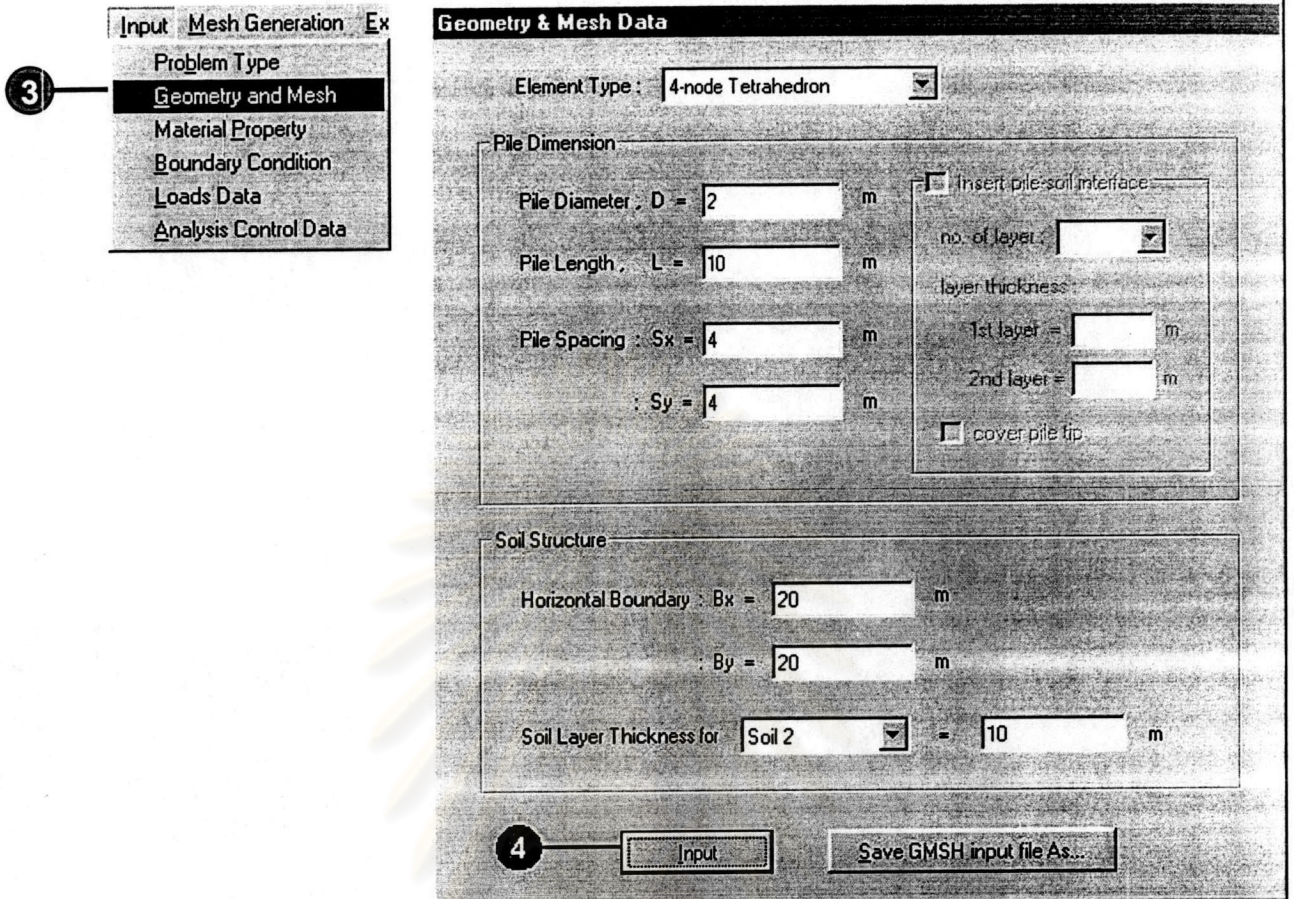 Input Mesh Generation Ex
Problem Type
3
Geometry and Mesh
Material Property
Boundary Condition
Loads Data
Analysis Control Data
Geometry & Mesh Data
Element Type : 4-node Tetrahedron
Pile Dimension
Pile Diameter , D = 2 m
Pile Length , L = 10 m
Pile Spacing : Sx = 4 m
: Sy = 4 m
Insert pile-soil interface
no. of layer :
layer thickness :
1st layer = m
2nd layer = m
cover pile tip
Soil Structure
Horizontal Boundary : Bx = 20 m
: By = 20 m
Soil Layer Thickness for Soil 2 = 10 m
4
Input Save GMSH input file As...